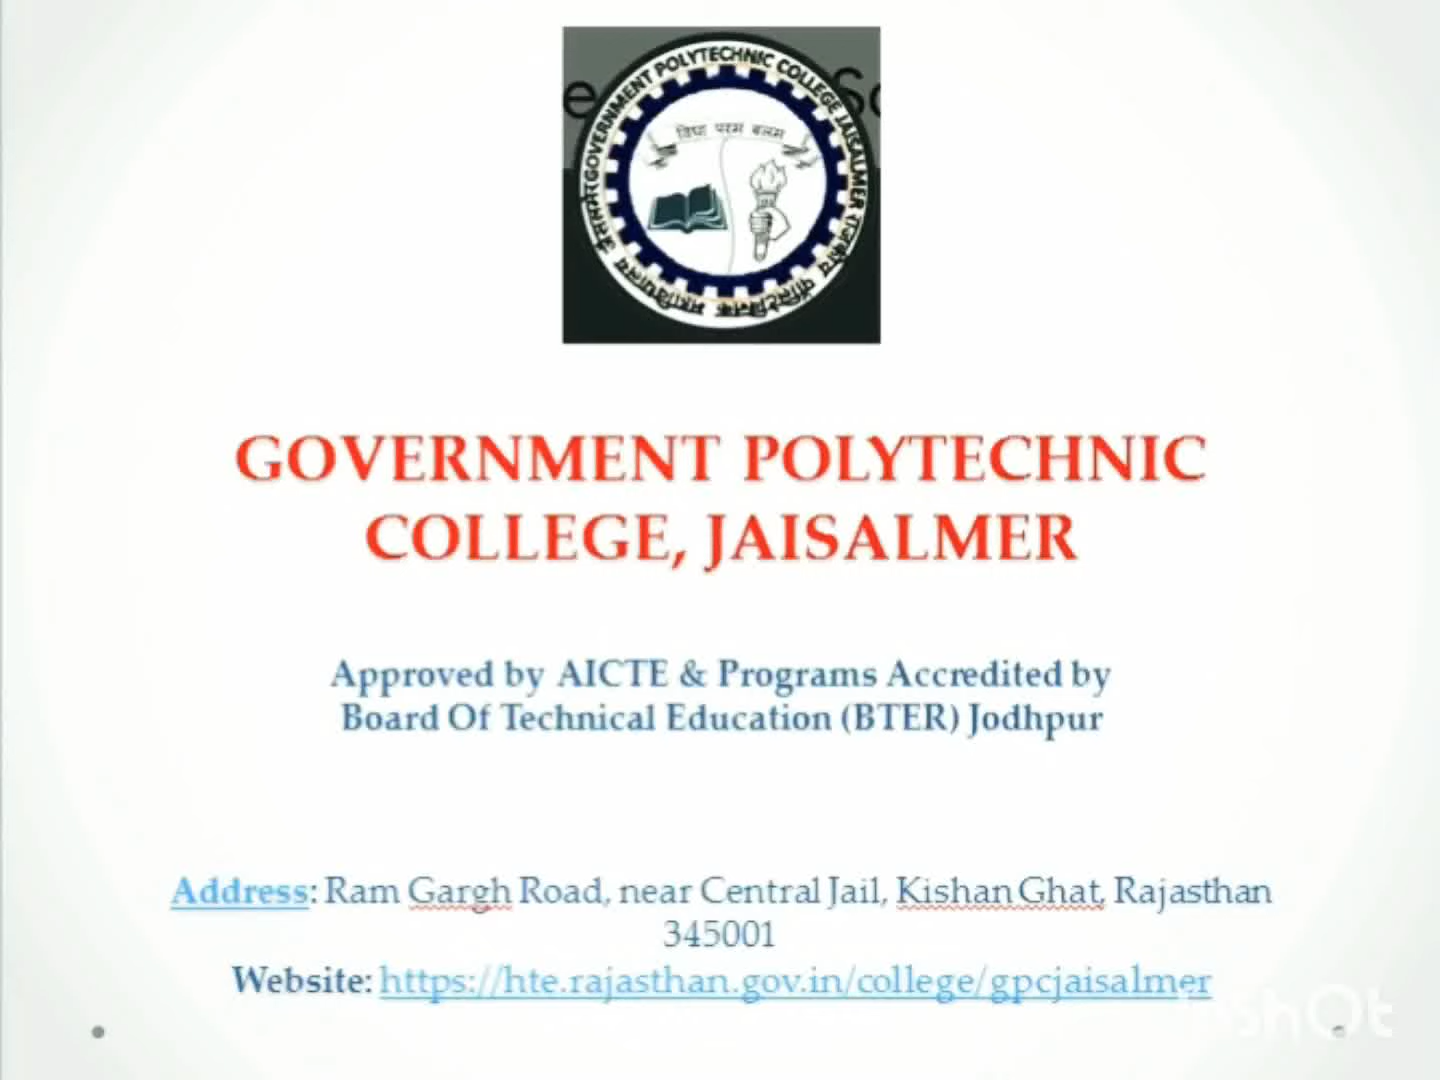 GOVERNMENT POLYTECHNIC COLLEGE JAISALMER
विद्या परम बलम
GOVERNMENT POLYTECHNIC
COLLEGE, JAISALMER
Approved by AICTE & Programs Accredited by
Board Of Technical Education (BTER) Jodhpur
Address: Ram Gargh Road, near Central Jail, Kishan Ghat, Rajasthan
345001
Website: https://hte.rajasthan.gov.in/college/gpcjaisalmer